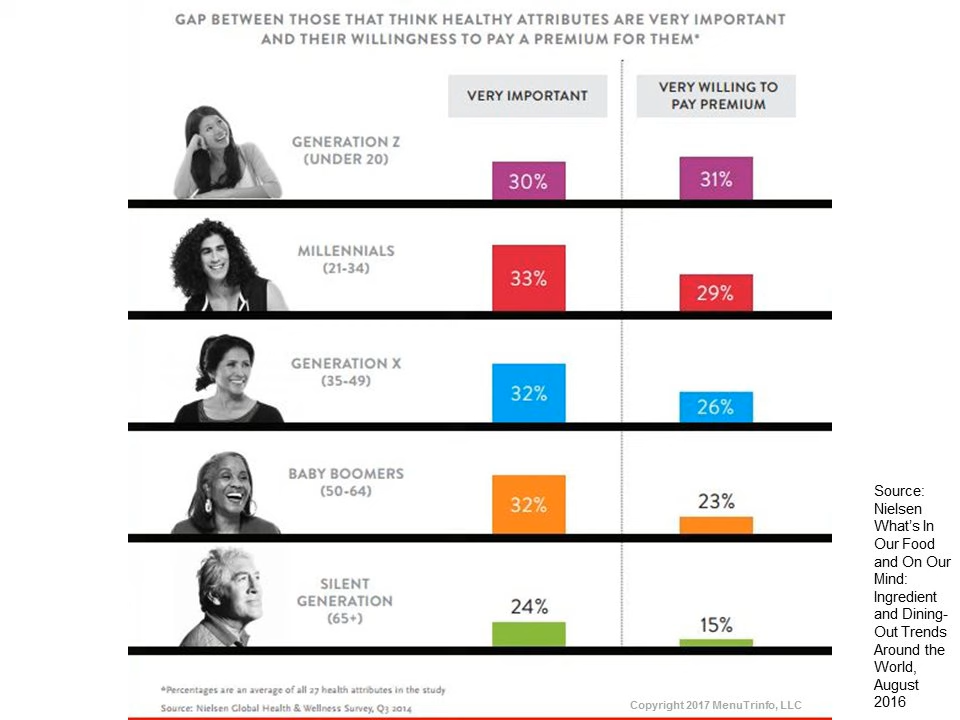 GAP BETWEEN THOSE THAT THINK HEALTHY ATTRIBUTES ARE VERY IMPORTANT
AND THEIR WILLINGNESS TO PAY A PREMIUM FOR THEM*
VERY IMPORTANT
VERY WILLING TO
PAY PREMIUM
GENERATION Z
(UNDER 20)
30%
31%
MILLENNIALS
(21-34)
33%
29%
GENERATION X
(35-49)
32%
26%
BABY BOOMERS
(50-64)
32%
23%
SILENT
GENERATION
(65+)
24%
15%
*Percentages are an average of all 27 health attributes in the study
Source: Nielsen Global Health & Wellness Survey, Q3 2014
Copyright 2017 MenuTrinfo, LLC
Source:
Nielsen
What's In
Our Food
and On Our
Mind:
Ingredient
and Dining-
Out Trends
Around the
World,
August
2016